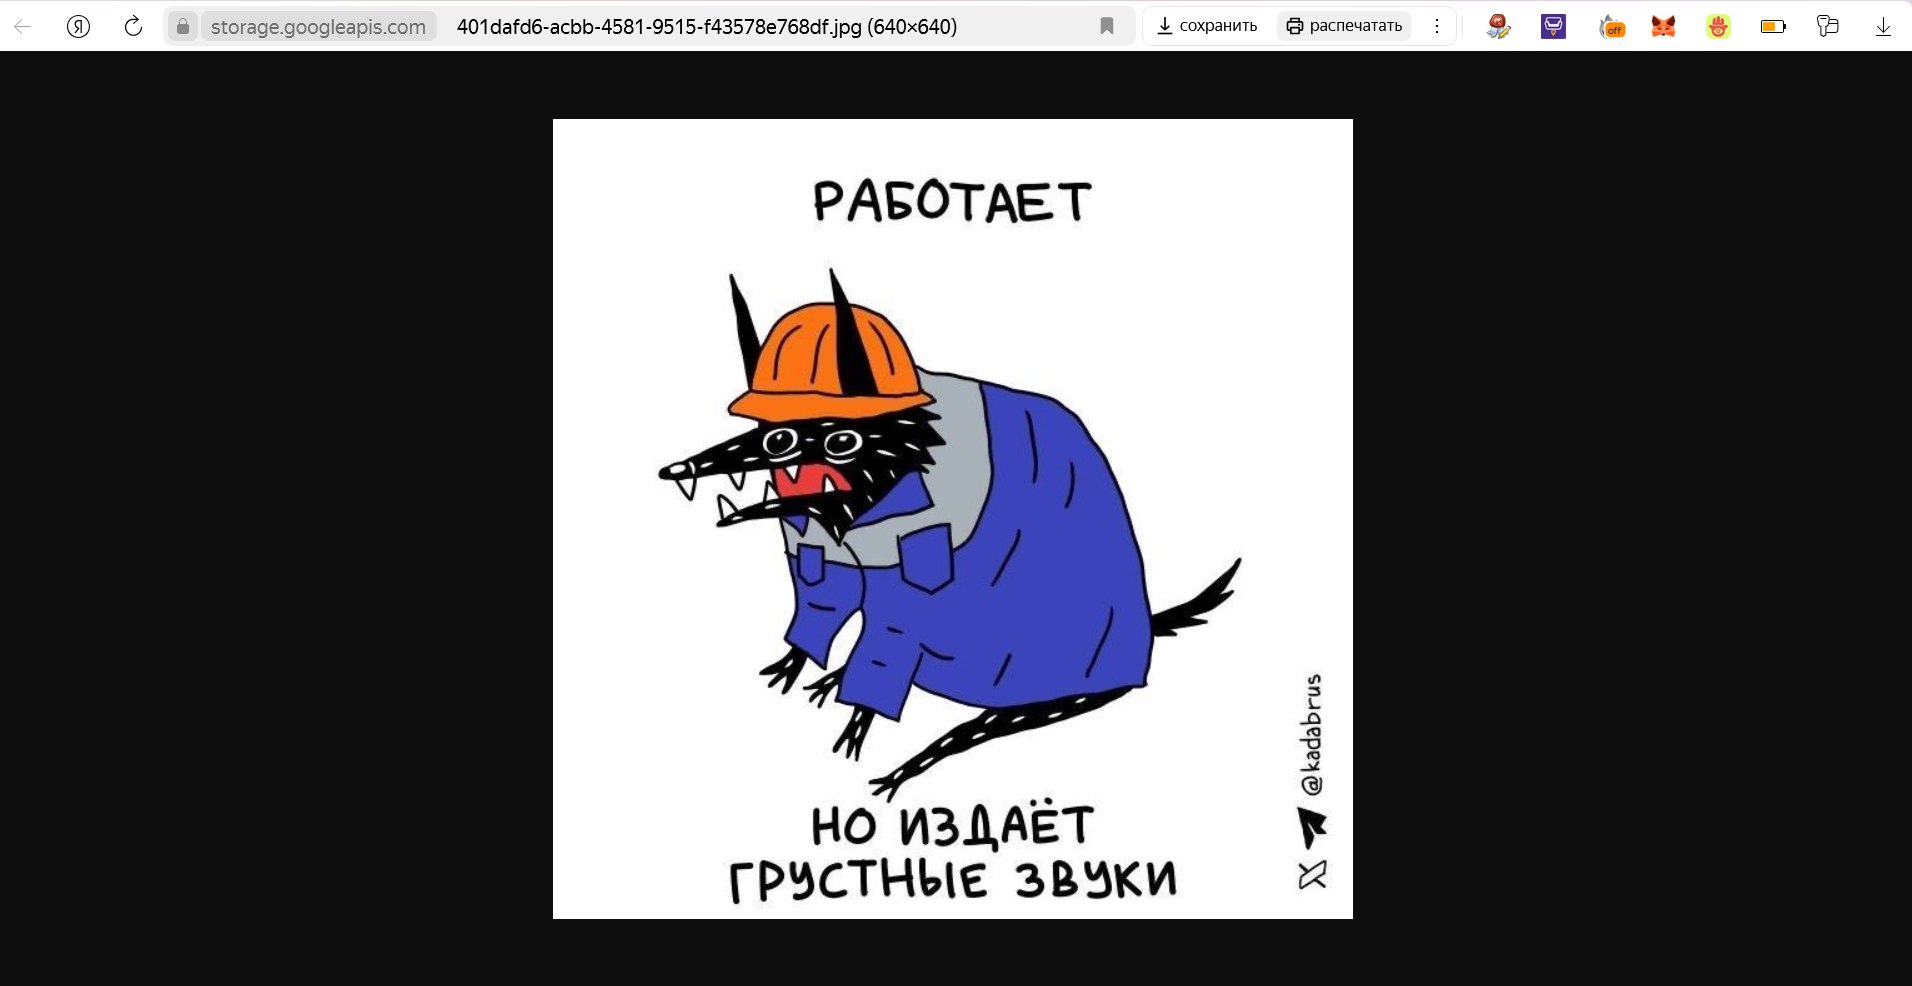 Я
storage.googleapis.com 401dafd6-acbb-4581-9515-f43578e768df.jpg (640×640)
сохранить
распечатать
off
РАБОТАЕТ
НО ИЗДАЁТ
ГРУСТНЫЕ ЗВУКИ
@kadabrus